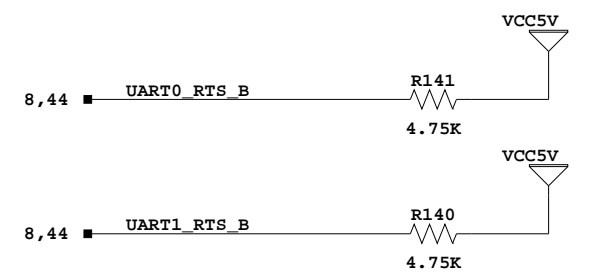 VCC5V
R141
8,44 UART0_RTS_B
4.75K
VCC5V
R140
8,44 UART1_RTS_B
4.75K